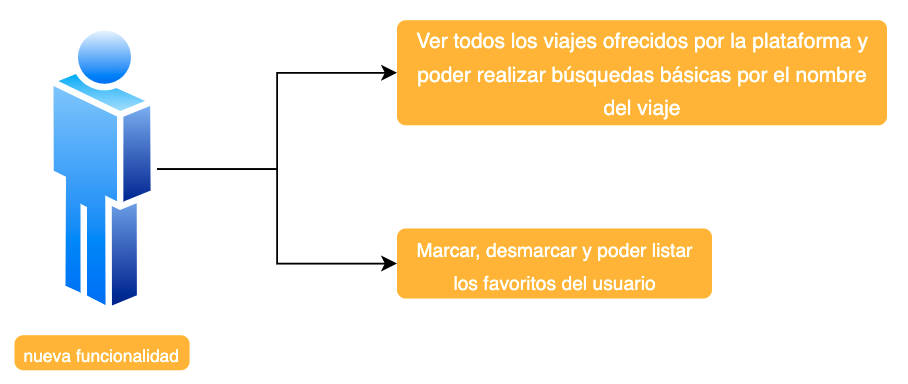 Ver todos los viajes ofrecidos por la plataforma y
poder realizar búsquedas básicas por el nombre
del viaje
Marcar, desmarcar y poder listar
los favoritos del usuario
nueva funcionalidad